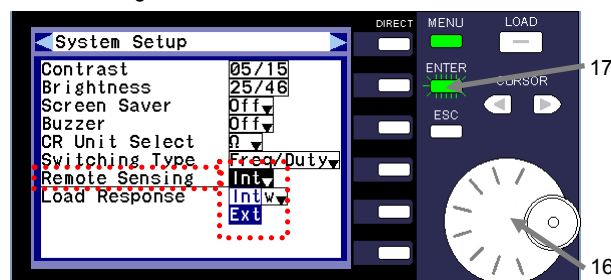 DIRECT MENU LOAD
System Setup
Contrast 05/15
Brightness 25/46
Screen Saver Off
Buzzer Off
CR Unit Select Ω
Switching Type Freq/Duty
Remote Sensing Int
Load Response Int w
Ext
ENTER
CURSOR
ESC
17
16